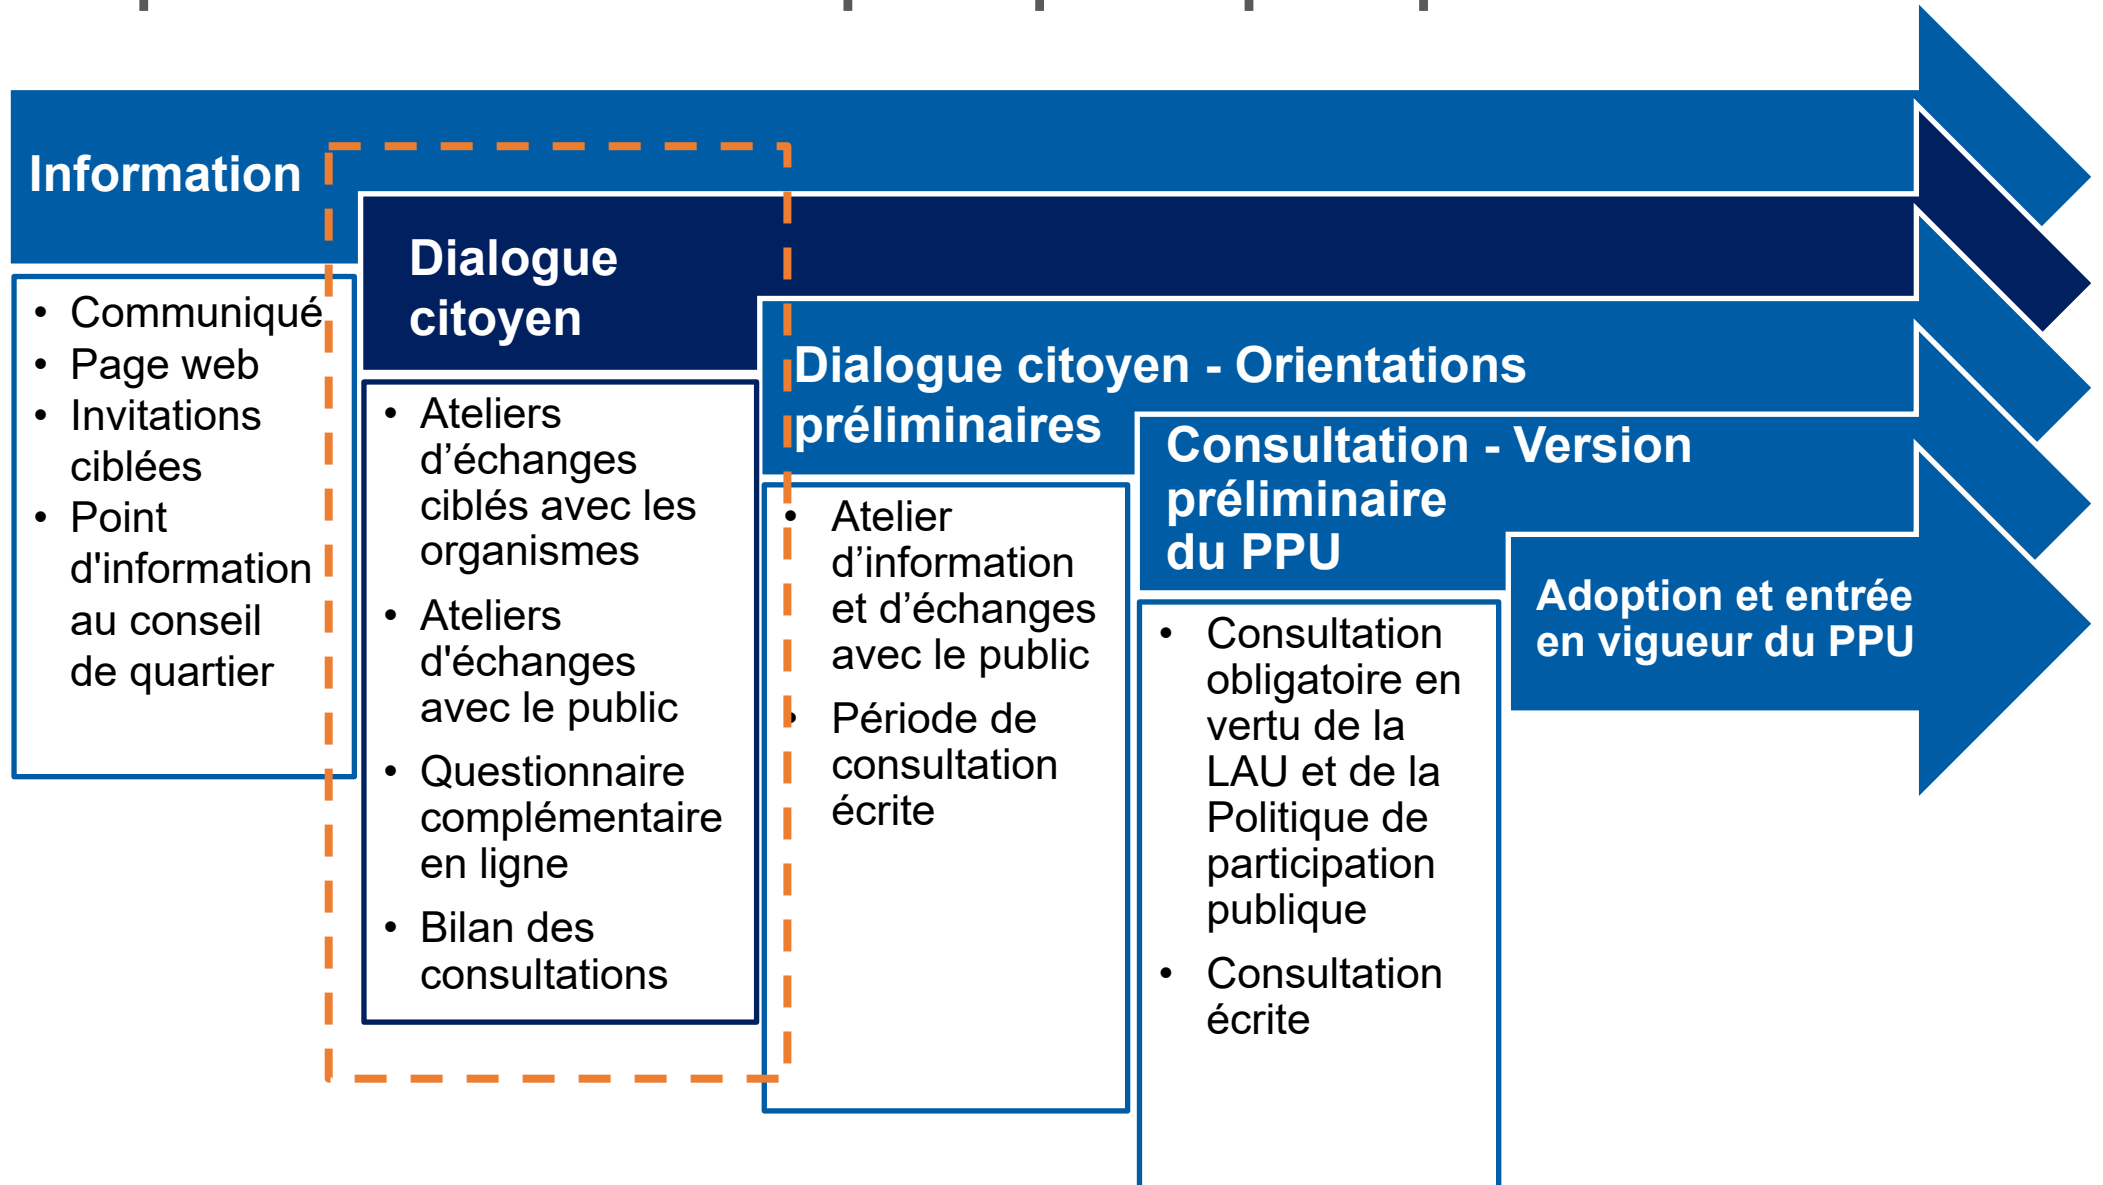 Information
• Communiqué
• Page web
• Invitations
ciblées
• Point
d'information
au conseil
de quartier
Dialogue
citoyen
• Ateliers
d’échanges
ciblés avec les
organismes
• Ateliers
d'échanges
avec le public
• Questionnaire
complémentaire
en ligne
• Bilan des
consultations
Dialogue citoyen - Orientations
préliminaires
• Atelier
d’information
et d’échanges
avec le public
• Période de
consultation
écrite
Consultation - Version
préliminaire
du PPU
• Consultation
obligatoire en
vertu de la
LAU et de la
Politique de
participation
publique
• Consultation
écrite
Adoption et entrée
en vigueur du PPU